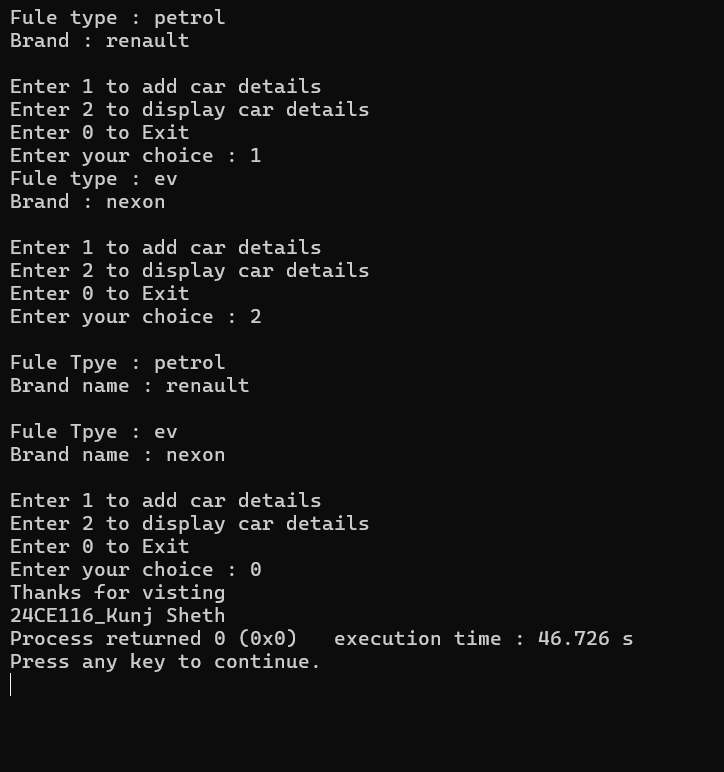 Fule type : petrol
Brand : renault

Enter 1 to add car details
Enter 2 to display car details
Enter 0 to Exit
Enter your choice : 1
Fule type : ev
Brand : nexon

Enter 1 to add car details
Enter 2 to display car details
Enter 0 to Exit
Enter your choice : 2

Fule Tpye : petrol
Brand name : renault

Fule Tpye : ev
Brand name : nexon

Enter 1 to add car details
Enter 2 to display car details
Enter 0 to Exit
Enter your choice : 0
Thanks for visting
24CE116_Kunj Sheth
Process returned 0 (0x0)   execution time : 46.726 s
Press any key to continue.